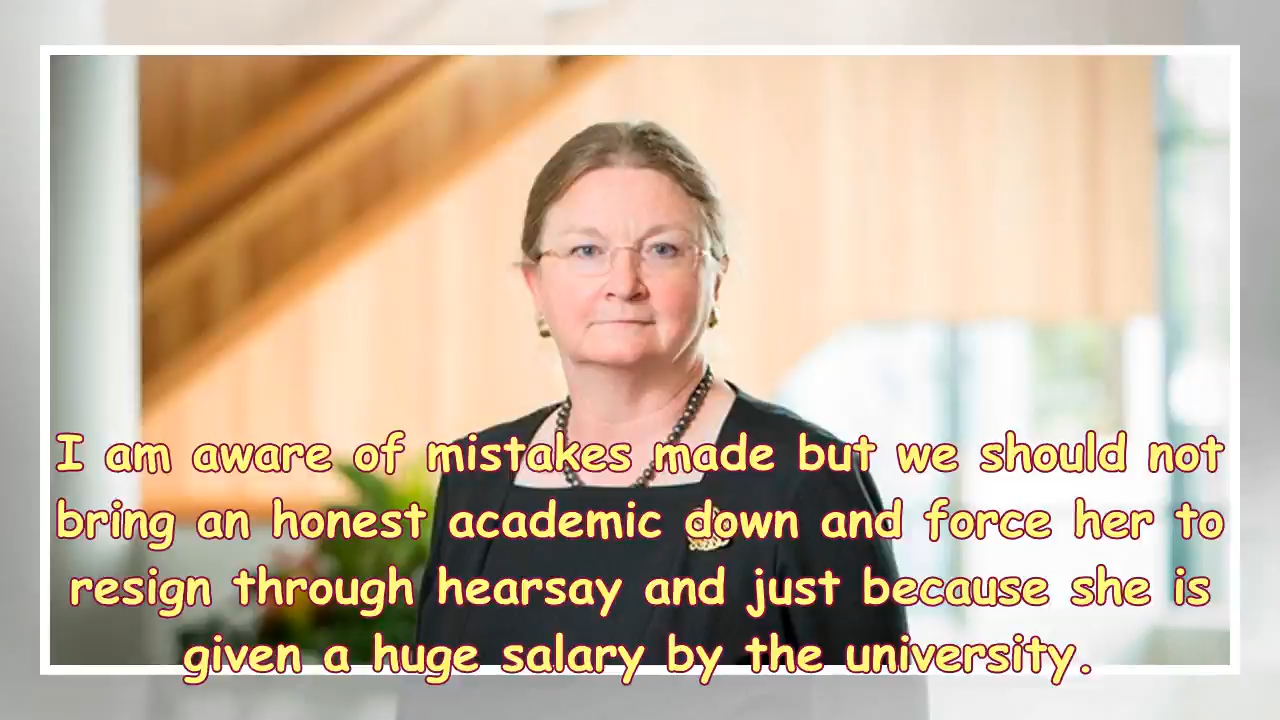 I am aware of mistakes made but we should not
bring an honest academic down and force her to
resign through hearsay and just because she is
given a huge salary by the university.